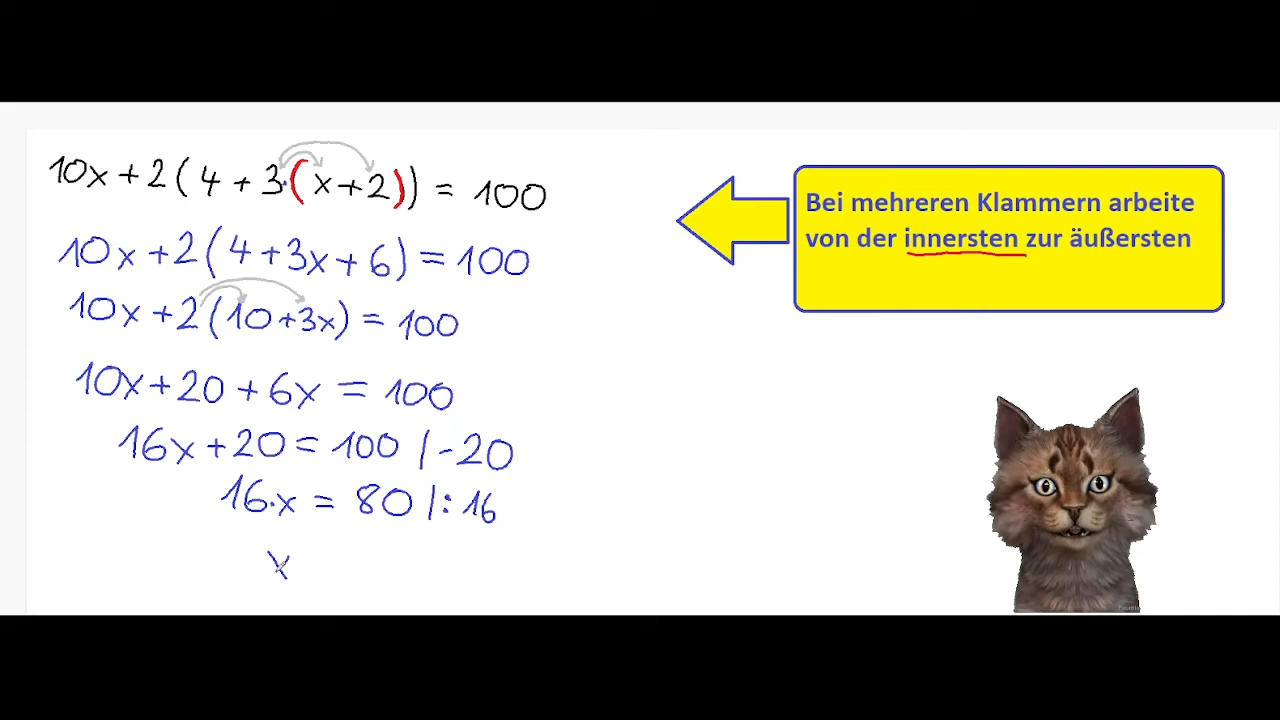 10x + 2 ( 4 + 3·( x + 2 ) ) = 100
10x + 2 ( 4 + 3x + 6 ) = 100
10x + 2 ( 10 + 3x ) = 100
10x + 20 + 6x = 100
16x + 20 = 100 | - 20
16·x = 80 | : 16
x
Bei mehreren Klammern arbeite
von der innersten zur äußersten